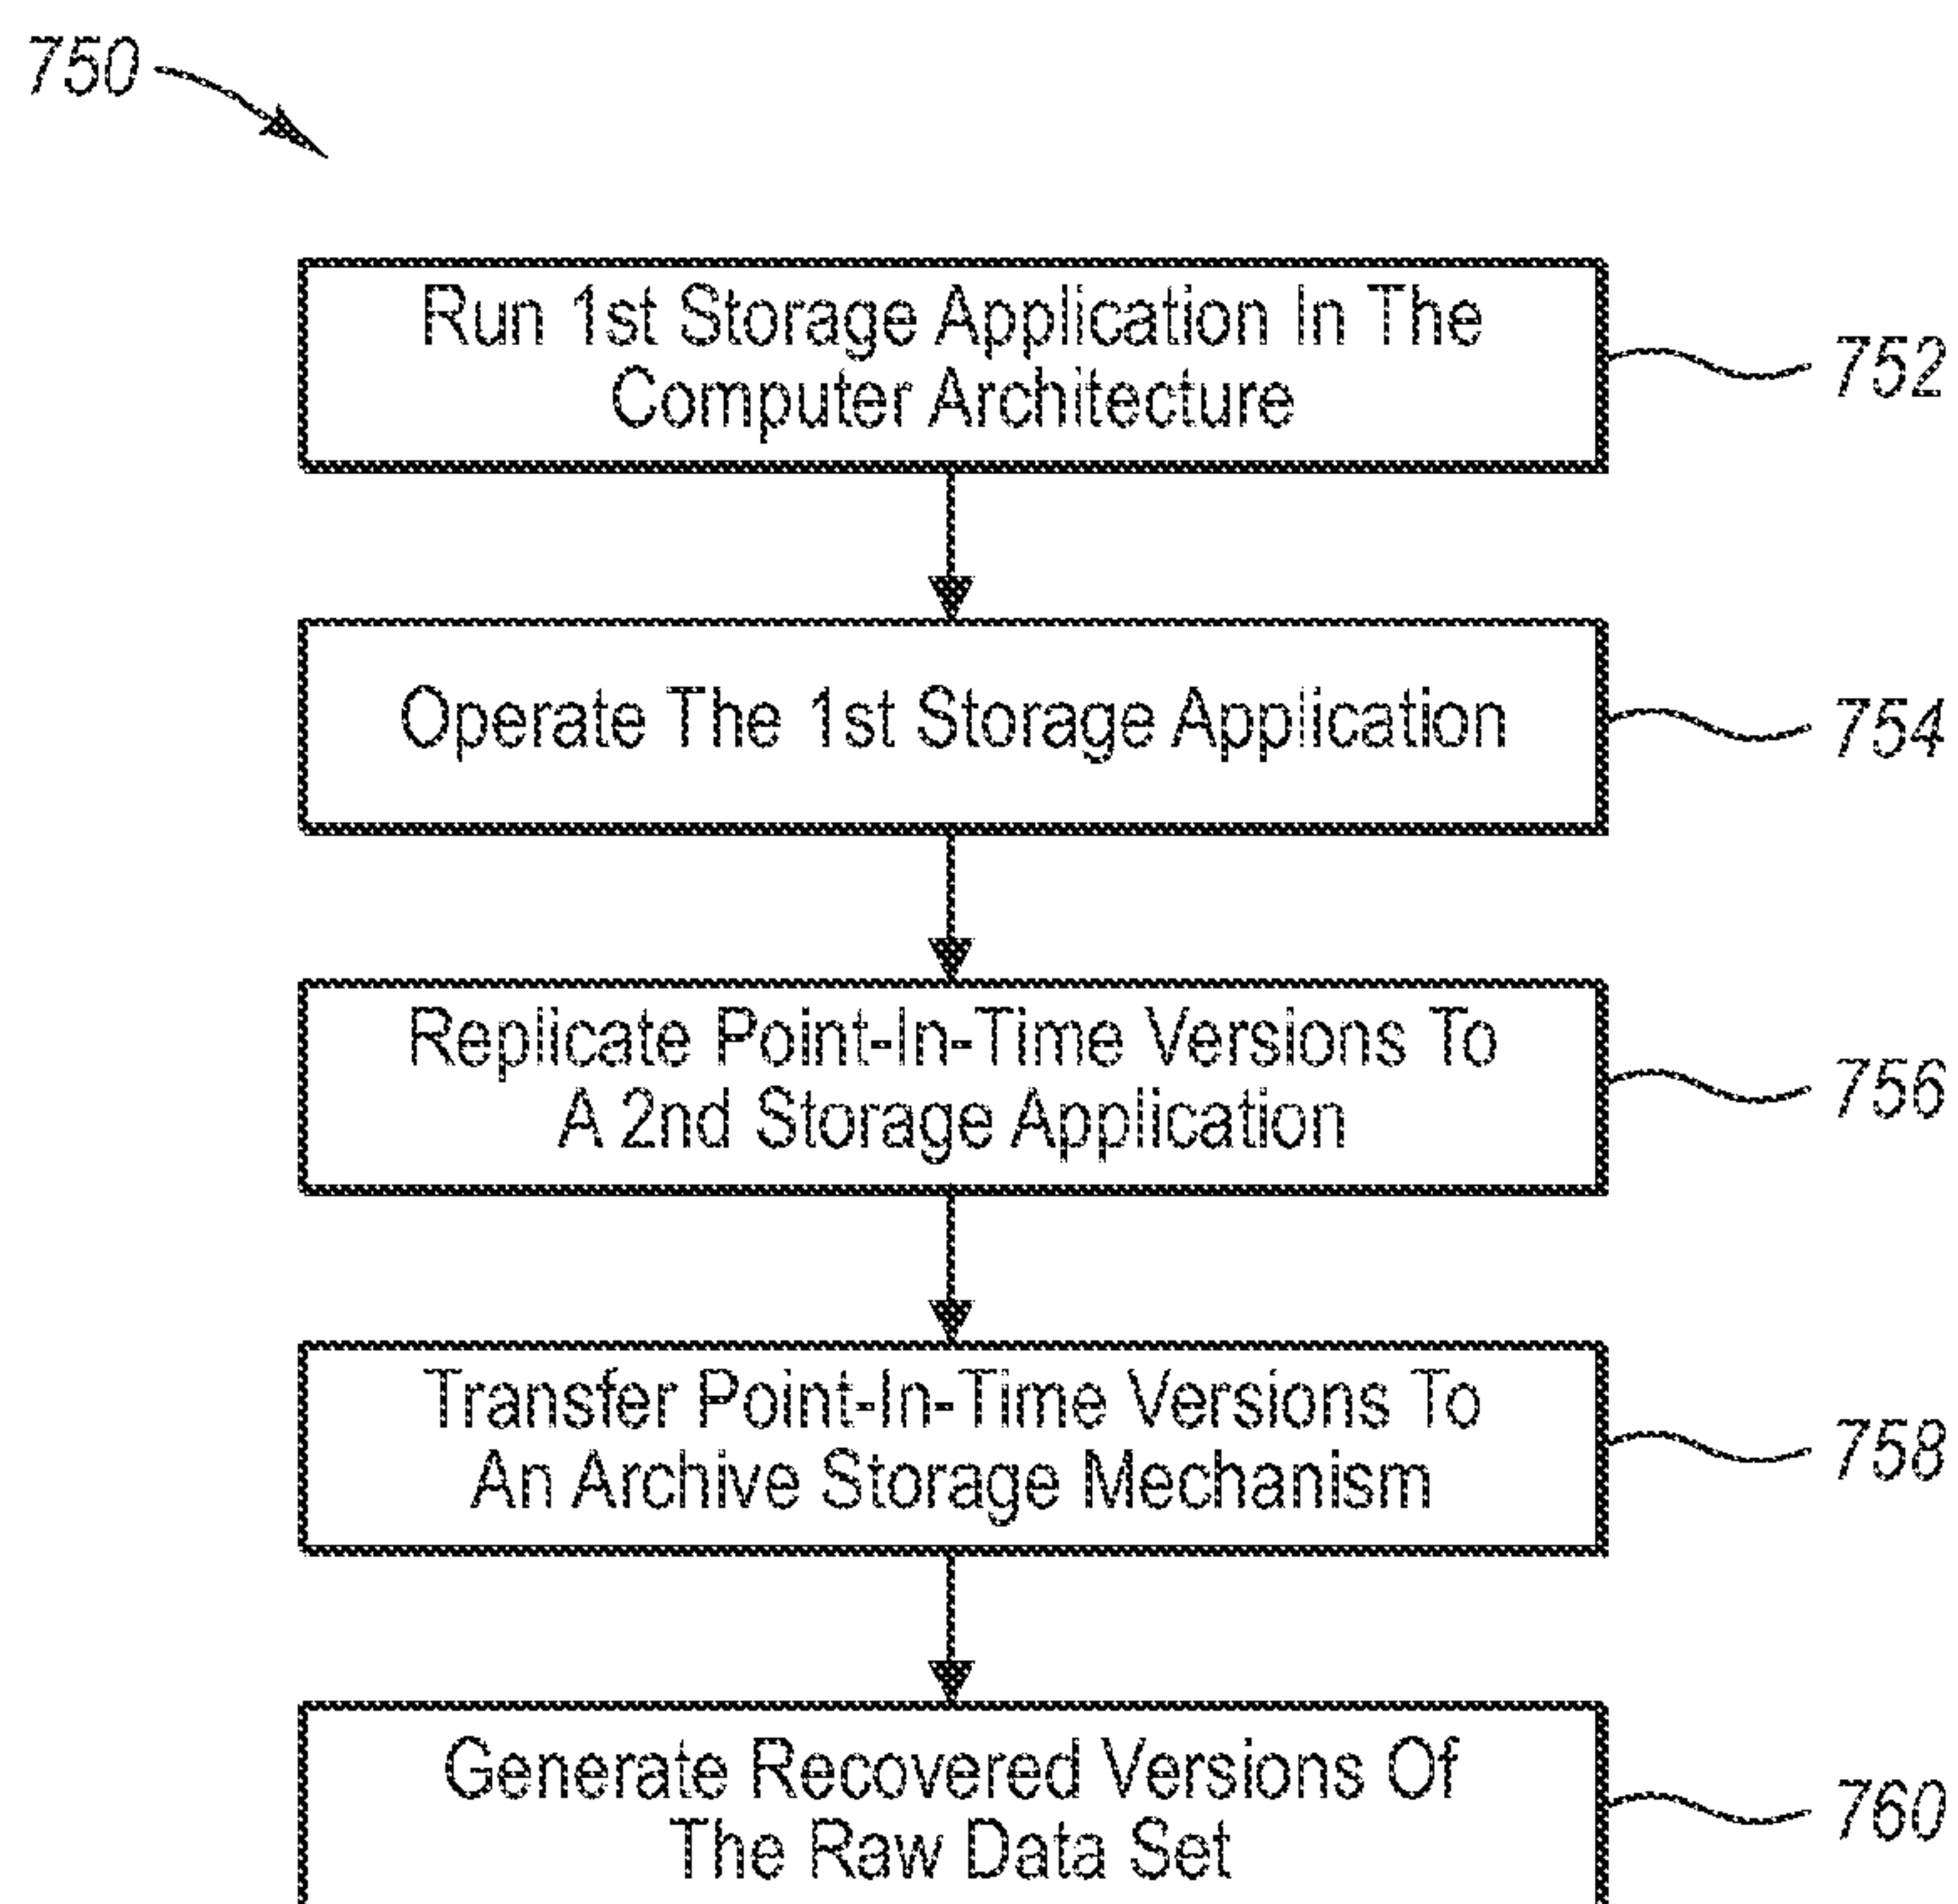 750
Run 1st Storage Application In The
Computer Architecture
752
Operate The 1st Storage Application
754
Replicate Point-In-Time Versions To
A 2nd Storage Application
756
Transfer Point-In-Time Versions To
An Archive Storage Mechanism
758
Generate Recovered Versions Of
The Raw Data Set
760